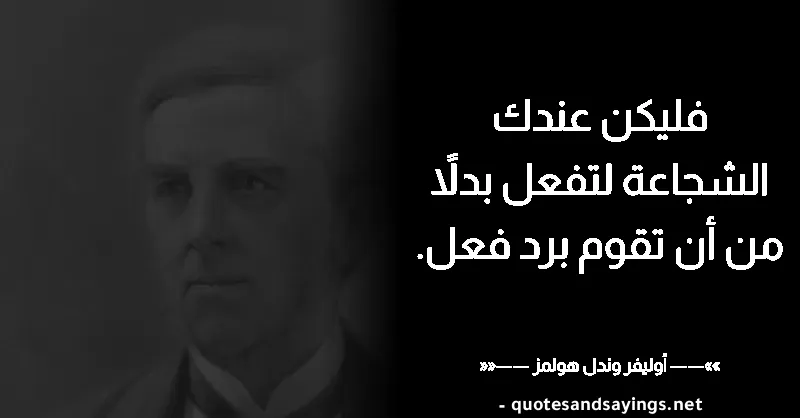 فليكن عندك
الشجاعة لتفعل بدلًا
من أن تقوم برد فعل.
»»—— أوليفر وندل هولمز ——««
- quotesandsayings.net